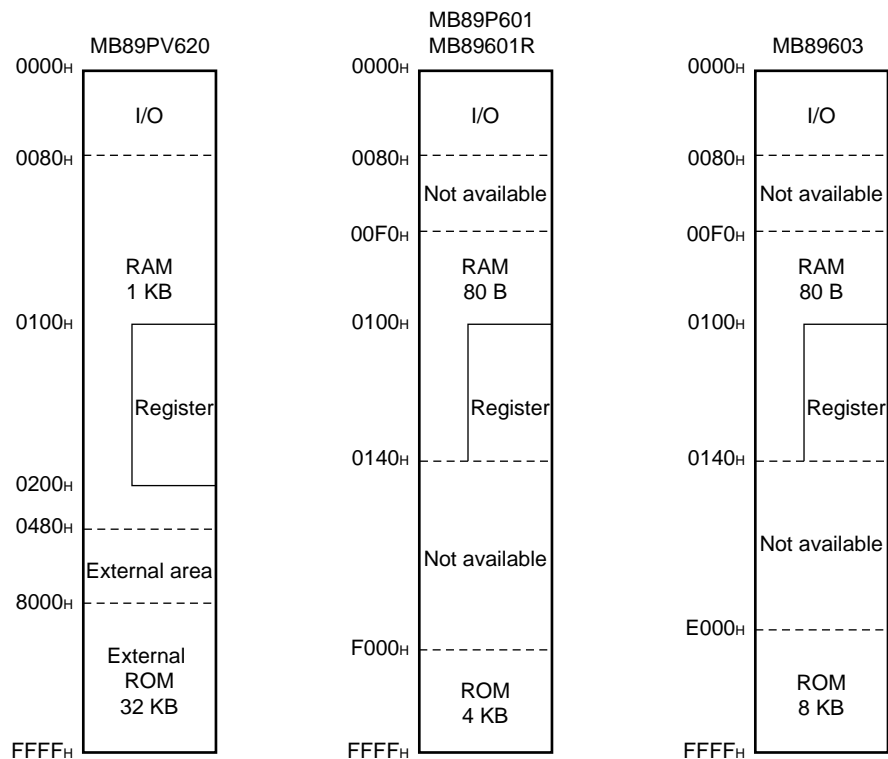 MB89PV620
0000H
I/O
0080H
RAM
1 KB
0100H
Register
0200H
0480H
External area
8000H
External
ROM
32 KB
FFFFH
MB89P601
MB89601R
0000H
I/O
0080H
Not available
00F0H
RAM
80 B
0100H
Register
0140H
Not available
F000H
ROM
4 KB
FFFFH
MB89603
0000H
I/O
0080H
Not available
00F0H
RAM
80 B
0100H
Register
0140H
Not available
E000H
ROM
8 KB
FFFFH